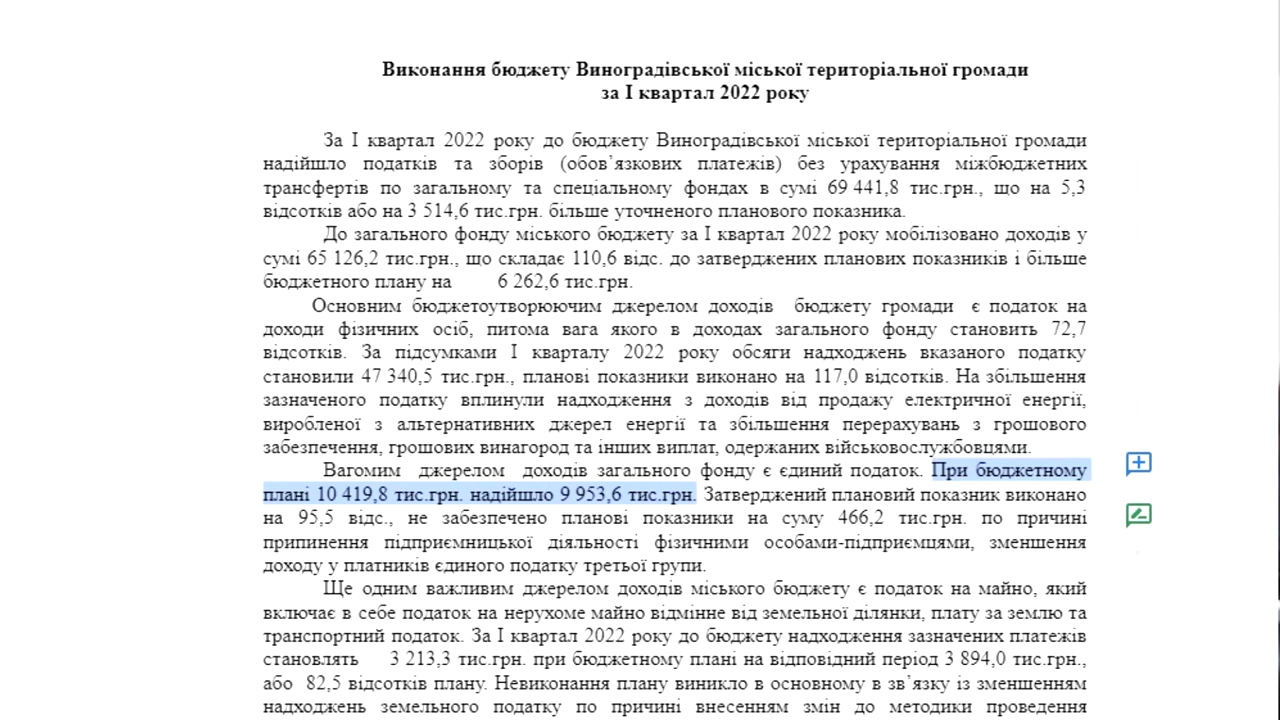 Виконання бюджету Виноградівської міської територіальної громади
за І квартал 2022 року
За І квартал 2022 року до бюджету Виноградівської міської територіальної громади
надійшло податків та зборів (обов’язкових платежів) без урахування міжбюджетних
трансфертів по загальному та спеціальному фондах в сумі 69 441,8 тис.грн., що на 5,3
відсотків або на 3 514,6 тис.грн. більше уточненого планового показника.
До загального фонду міського бюджету за І квартал 2022 року мобілізовано доходів у
сумі 65 126,2 тис.грн., що складає 110,6 відс. до затверджених планових показників і більше
бюджетного плану на 6 262,6 тис.грн.
Основним бюджетоутворюючим джерелом доходів бюджету громади є податок на
доходи фізичних осіб, питома вага якого в доходах загального фонду становить 72,7
відсотків. За підсумками І кварталу 2022 року обсяги надходжень вказаного податку
становили 47 340,5 тис.грн., планові показники виконано на 117,0 відсотків. На збільшення
зазначеного податку вплинули надходження з доходів від продажу електричної енергії,
виробленої з альтернативних джерел енергії та збільшення перерахувань з грошового
забезпечення, грошових винагород та інших виплат, одержаних військовослужбовцями.
Вагомим джерелом доходів загального фонду є єдиний податок. При бюджетному
плані 10 419,8 тис.грн. надійшло 9 953,6 тис.грн. Затверджений плановий показник виконано
на 95,5 відс., не забезпечено планові показники на суму 466,2 тис.грн. по причині
припинення підприємницької діяльності фізичними особами-підприємцями, зменшення
доходу у платників єдиного податку третьої групи.
Ще одним важливим джерелом доходів міського бюджету є податок на майно, який
включає в себе податок на нерухоме майно відмінне від земельної ділянки, плату за землю та
транспортний податок. За І квартал 2022 року до бюджету надходження зазначених платежів
становлять 3 213,3 тис.грн. при бюджетному плані на відповідний період 3 894,0 тис.грн.,
або 82,5 відсотків плану. Невиконання плану виникло в основному в зв’язку із зменшенням
надходжень земельного податку по причині внесенням змін до методики проведення